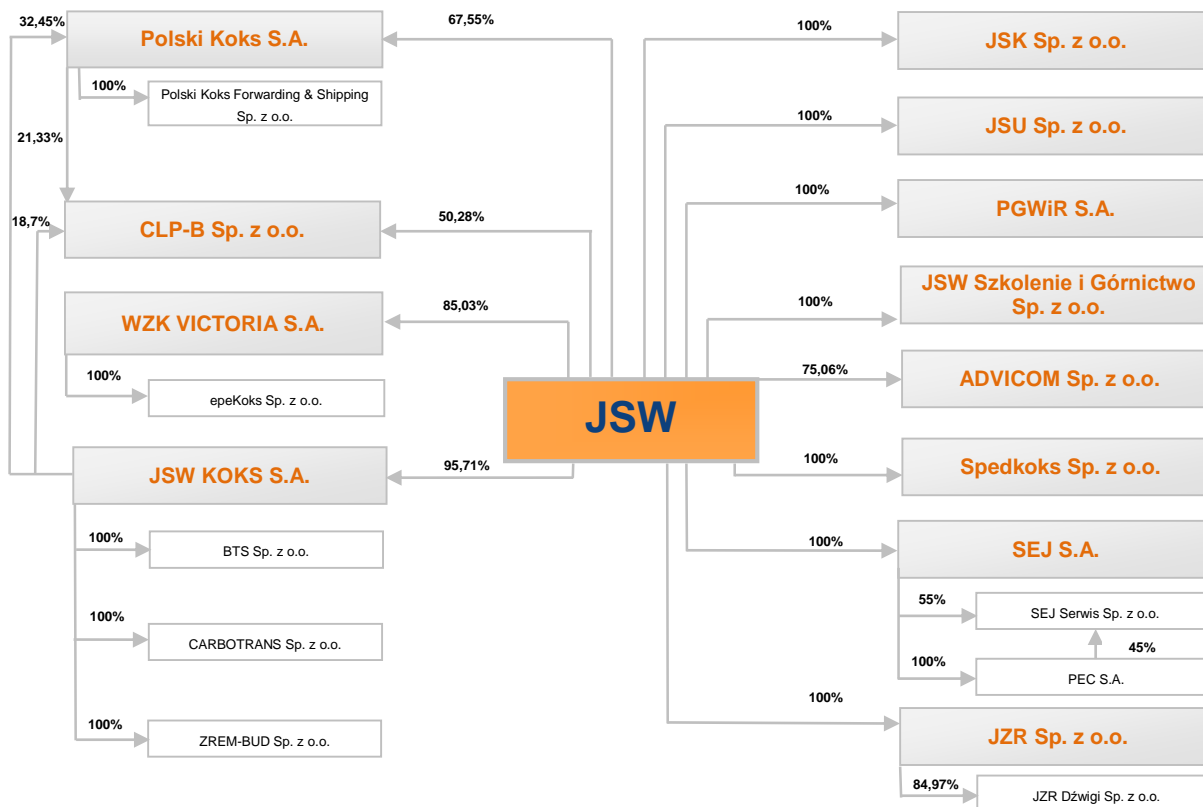 32,45%
Polski Koks S.A.
67,55%
100%
Polski Koks Forwarding & Shipping
Sp. z o.o.
21,33%
18,7%
CLP-B Sp. z o.o.
50,28%
WZK VICTORIA S.A.
85,03%
100%
epeKoks Sp. z o.o.
JSW KOKS S.A.
95,71%
100%
BTS Sp. z o.o.
100%
CARBOTRANS Sp. z o.o.
100%
ZREM-BUD Sp. z o.o.
JSW
100%
JSK Sp. z o.o.
100%
JSU Sp. z o.o.
100%
PGWiR S.A.
100%
JSW Szkolenie i Górnictwo
Sp. z o.o.
75,06%
ADVICOM Sp. z o.o.
100%
Spedkoks Sp. z o.o.
100%
SEJ S.A.
55%
SEJ Serwis Sp. z o.o.
45%
100%
PEC S.A.
100%
JZR Sp. z o.o.
84,97%
JZR Dźwigi Sp. z o.o.